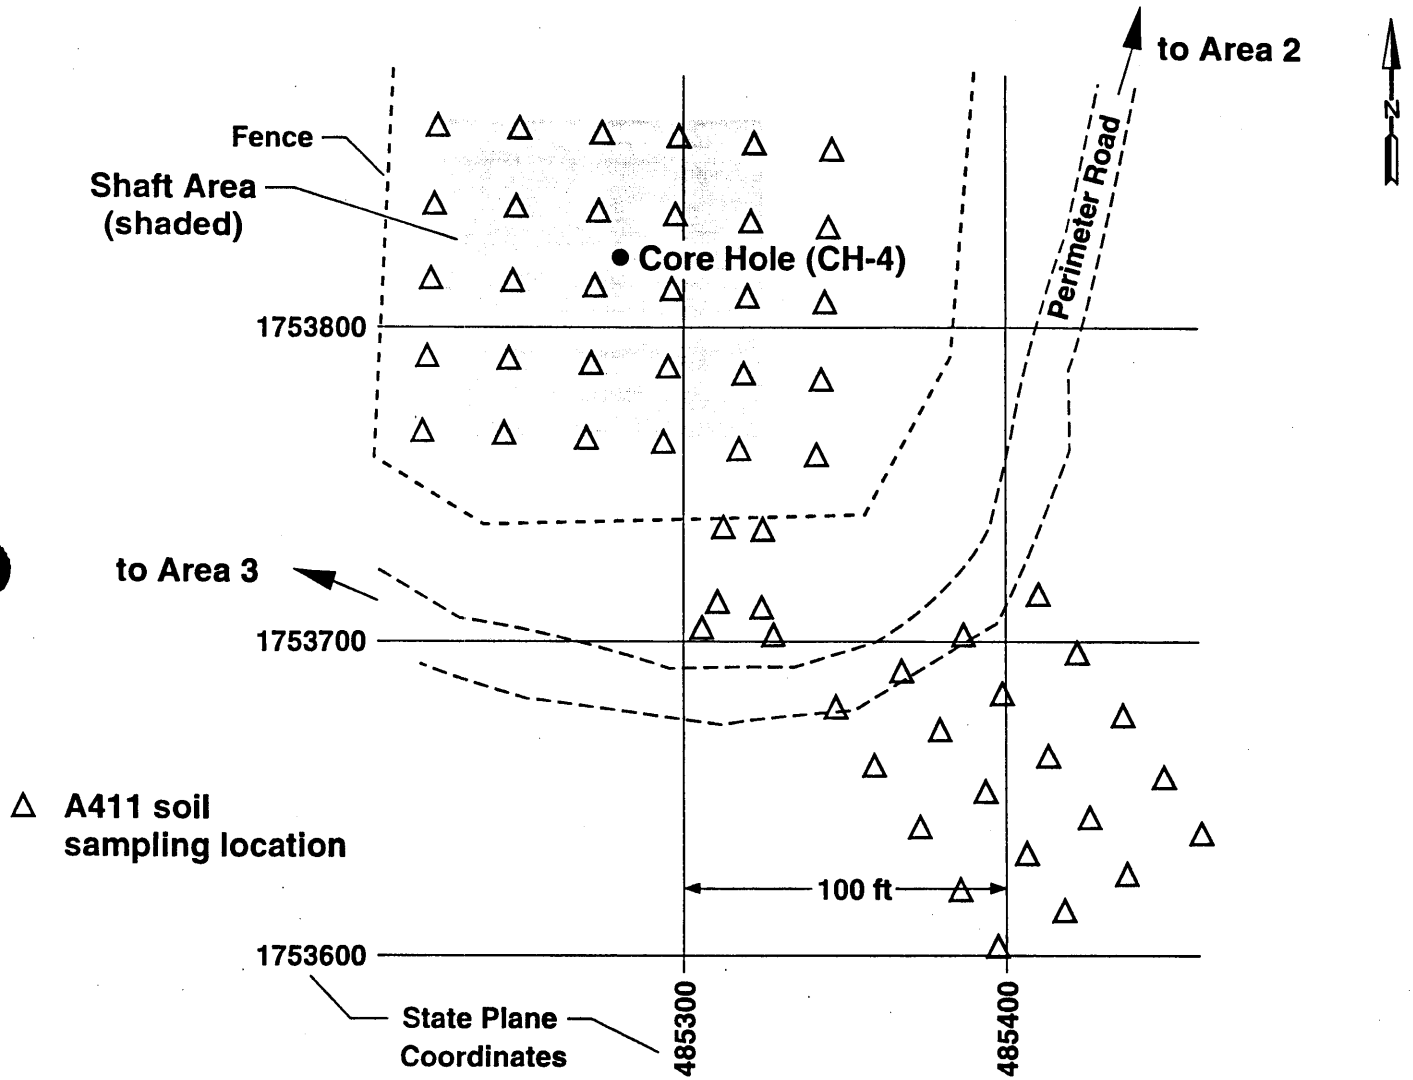 to Area 2
N
Fence
Shaft Area
(shaded)
Perimeter Road
Core Hole (CH-4)
1753800
to Area 3
1753700
A411 soil
sampling location
100 ft
1753600
485300
485400
State Plane
Coordinates